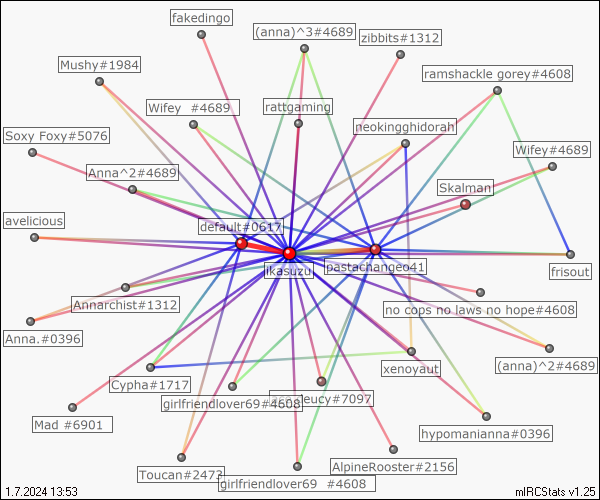 fakedingo
(anna)^3#4689
zibbits#1312
Mushy#1984
ramshackle gorey#4608
Wifey #4689
rattgaming
neokingghidorah
Soxy Foxy#5076
Wifey#4689
Anna^2#4689
Skalman
avelicious
default#0617
likasuzu
pastachangeo41
frisout
Annarchist#1312
no cops no laws no hope#4608
Anna.#0396
(anna)^2#4689
xenoyaut
Cypha#1717
girlfriendlover69#4608
leucy#7097
Mad #6901
hypomanianna#0396
Toucan#2473
girlfriendlover69 #4608
AlpineRooster#2156
1.7.2024 13:53
mIRCStats v1.25